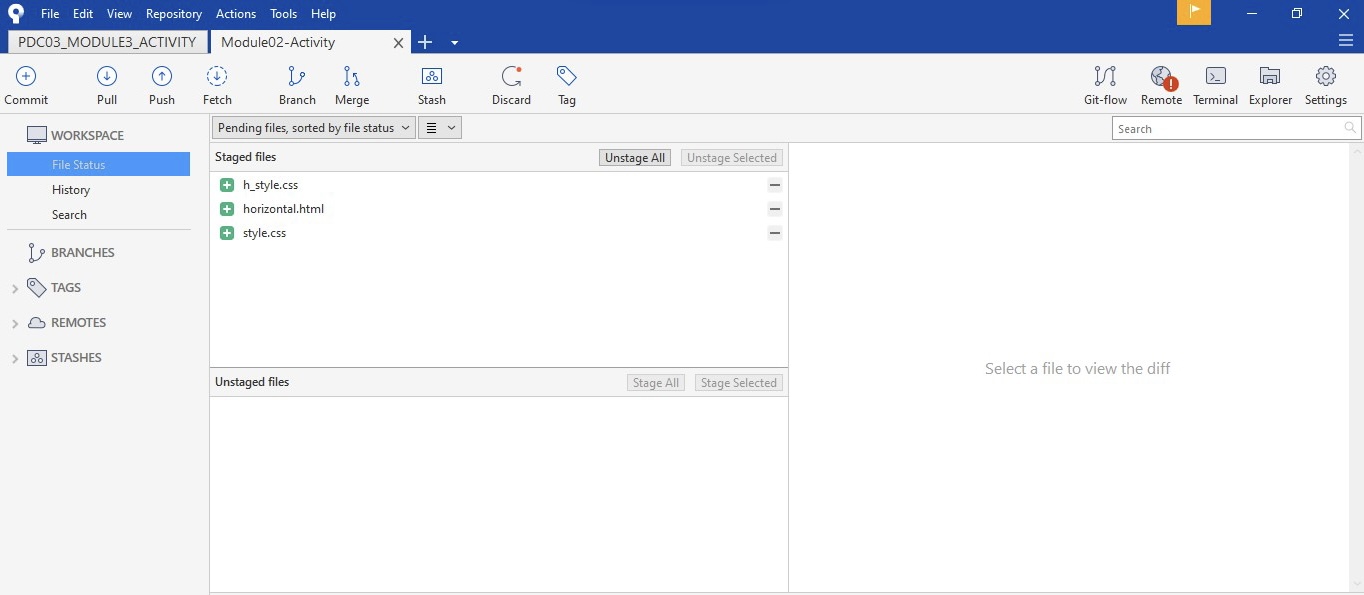 File Edit View Repository Actions Tools Help
PDC03_MODULE3_ACTIVITY Module02-Activity
Commit Pull Push Fetch Branch Merge Stash Discard Tag Git-flow Remote Terminal Explorer Settings
WORKSPACE
File Status
History
Search
BRANCHES
TAGS
REMOTES
STASHES
Pending files, sorted by file status
Search
Staged files Unstage All Unstage Selected
h_style.css
horizontal.html
style.css
Unstaged files Stage All Stage Selected
Select a file to view the diff